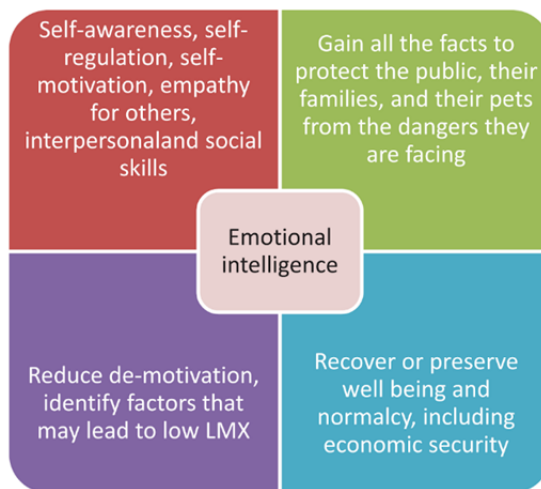 Self-awareness, self-
regulation, self-
motivation, empathy
for others,
interpersonaland social
skills
Gain all the facts to
protect the public, their
families, and their pets
from the dangers they
are facing
Emotional
intelligence
Reduce de-motivation,
identify factors that
may lead to low LMX
Recover or preserve
well being and
normalcy, including
economic security